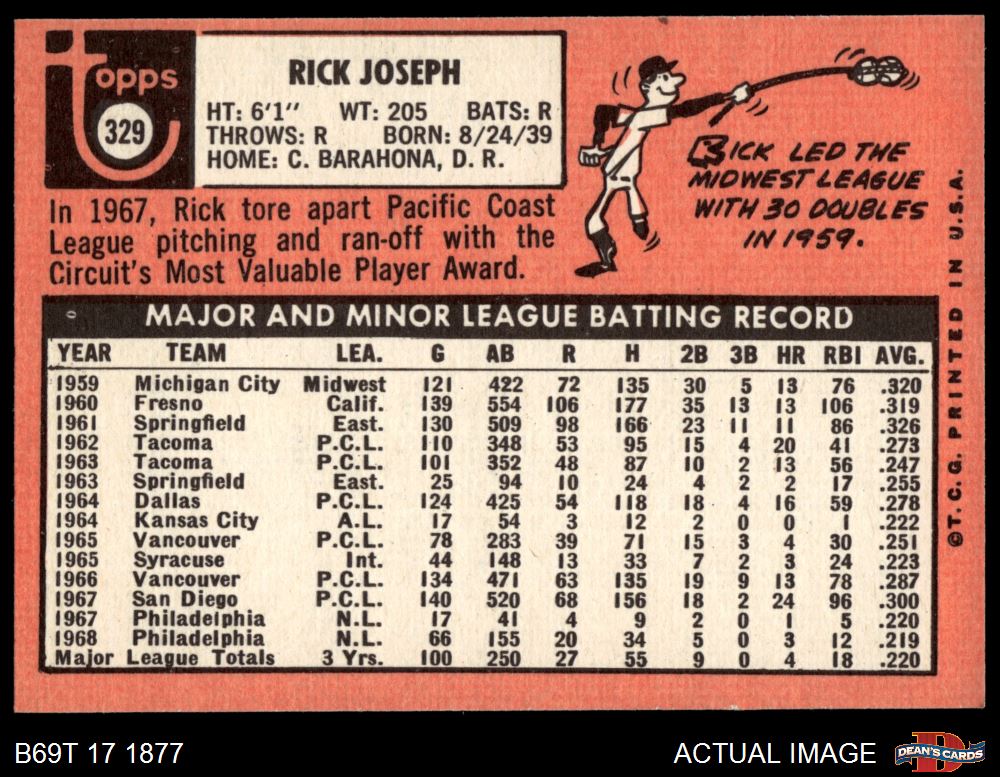 Topps
329
RICK JOSEPH
HT: 6'1" WT: 205 BATS: R
THROWS: R BORN: 8/24/39
HOME: C. BARAHONA, D. R.
RICK LED THE
MIDWEST LEAGUE
WITH 30 DOUBLES
IN 1959.
In 1967, Rick tore apart Pacific Coast
League pitching and ran-off with the
Circuit's Most Valuable Player Award.
MAJOR AND MINOR LEAGUE BATTING RECORD
YEAR TEAM LEA. G AB R H 2B 3B HR RBI AVG.
1959 Michigan City Midwest 121 422 72 135 30 5 13 76 .320
1960 Fresno Calif. 139 554 106 177 35 13 13 106 .319
1961 Springfield East. 130 509 98 166 23 11 11 86 .326
1962 Tacoma P.C.L. 110 348 53 95 15 4 20 41 .273
1963 Tacoma P.C.L. 101 352 48 87 10 2 13 56 .247
1963 Springfield East. 25 94 10 24 4 2 2 17 .255
1964 Dallas P.C.L. 124 425 54 118 18 4 16 59 .278
1964 Kansas City A.L. 17 54 3 12 2 0 0 1 .222
1965 Vancouver P.C.L. 78 283 39 71 15 3 4 30 .251
1965 Syracuse Int. 44 148 13 33 7 2 3 24 .223
1966 Vancouver P.C.L. 134 471 63 135 19 9 13 78 .287
1967 San Diego P.C.L. 140 520 68 156 18 2 24 96 .300
1967 Philadelphia N.L. 17 41 4 9 2 0 1 5 .220
1968 Philadelphia N.L. 66 155 20 34 5 0 3 12 .219
Major League Totals 3 Yrs. 100 250 27 55 9 0 4 18 .220
©T.C.G. PRINTED IN U.S.A.
B69T 17 1877
ACTUAL IMAGE
DEAN'S CARDS